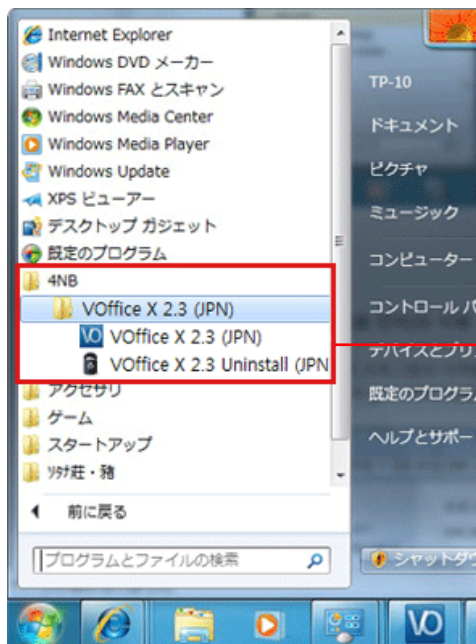 Internet Explorer
Windows DVD メーカー
Windows FAX とスキャン
Windows Media Center
Windows Media Player
Windows Update
XPS ビューアー
デスクトップ ガジェット
既定のプログラム
4NB
VOffice X 2.3 (JPN)
VOffice X 2.3 (JPN)
VOffice X 2.3 Uninstall (JPN
アクセサリ
ゲーム
スタートアップ
前に戻る
プログラムとファイルの検索
TP-10
ドキュメント
ピクチャ
ミュージック
コンピューター
コントロール パ
デバイスとプリ
既定のプログラム
ヘルプとサポー
シャットダウ
VO